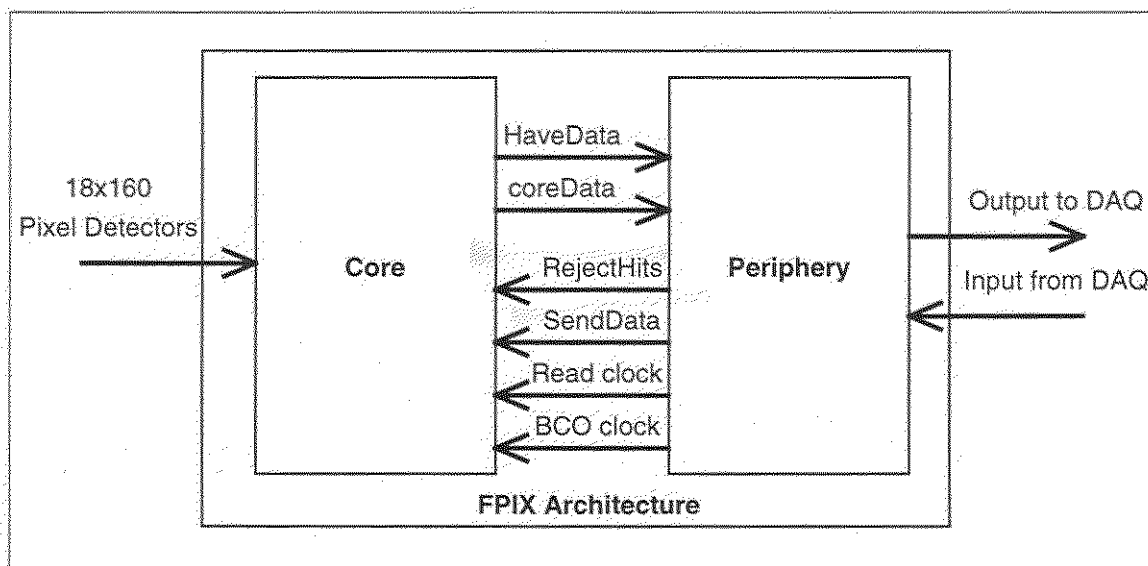 HaveData
18x160
coreData
Output to DAQ
Pixel Detectors
Core
RejectHits
Periphery
Input from DAQ
SendData
Read clock
BCO clock
FPIX Architecture